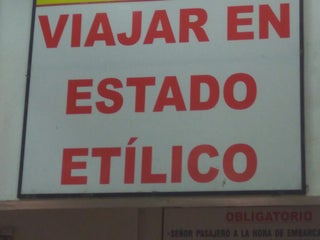 VIAJAR EN
ESTADO
ETÍLICO
OBLIGATORIO
-SEÑOR PASAJERO A LA HORA DE EMBARCA